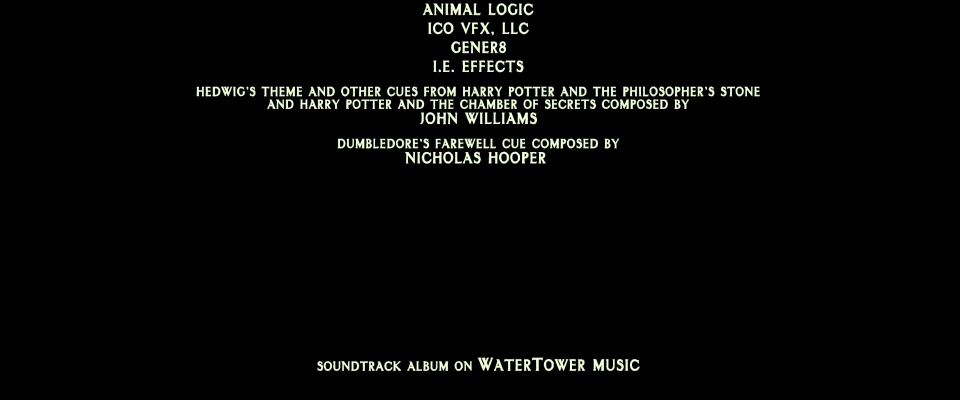 ANIMAL LOGIC
ICO VFX, LLC
GENER8
I.E. EFFECTS
HEDWIG'S THEME AND OTHER CUES FROM HARRY POTTER AND THE PHILOSOPHER'S STONE
AND HARRY POTTER AND THE CHAMBER OF SECRETS COMPOSED BY
JOHN WILLIAMS
DUMBLEDORE'S FAREWELL CUE COMPOSED BY
NICHOLAS HOOPER
SOUNDTRACK ALBUM ON WATERTOWER MUSIC